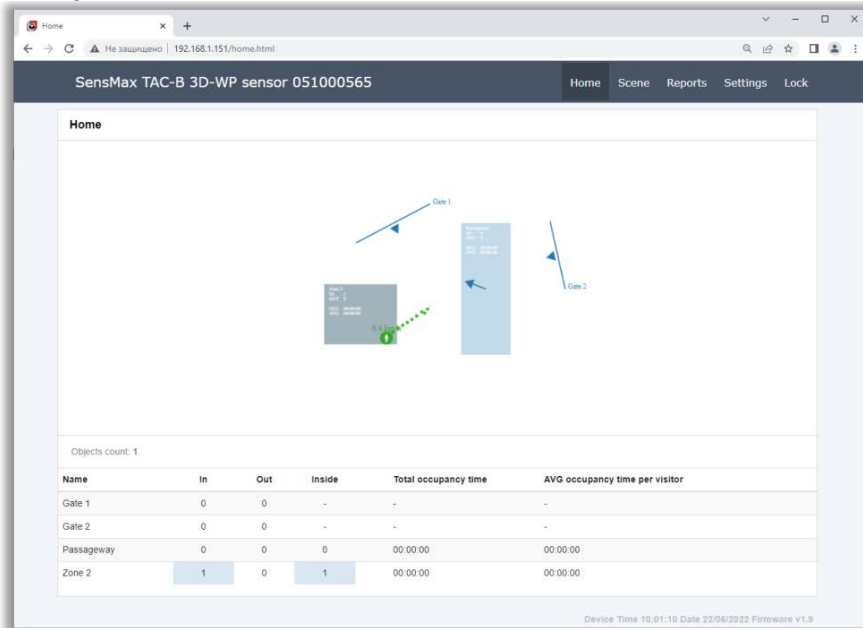 Home
Не защищено | 192.168.1.151/home.html
SensMax TAC-B 3D-WP sensor 051000565 Home Scene Reports Settings Lock
Home
Gate 1
Gate 2
Objects count: 1
Name In Out Inside Total occupancy time AVG occupancy time per visitor
Gate 1 0 0 - - -
Gate 2 0 0 - - -
Passageway 0 0 0 00:00:00 00:00:00
Zone 2 1 0 1 00:00:00 00:00:00
Device Time 10:01:10 Date 22/06/2022 Firmware v1.9